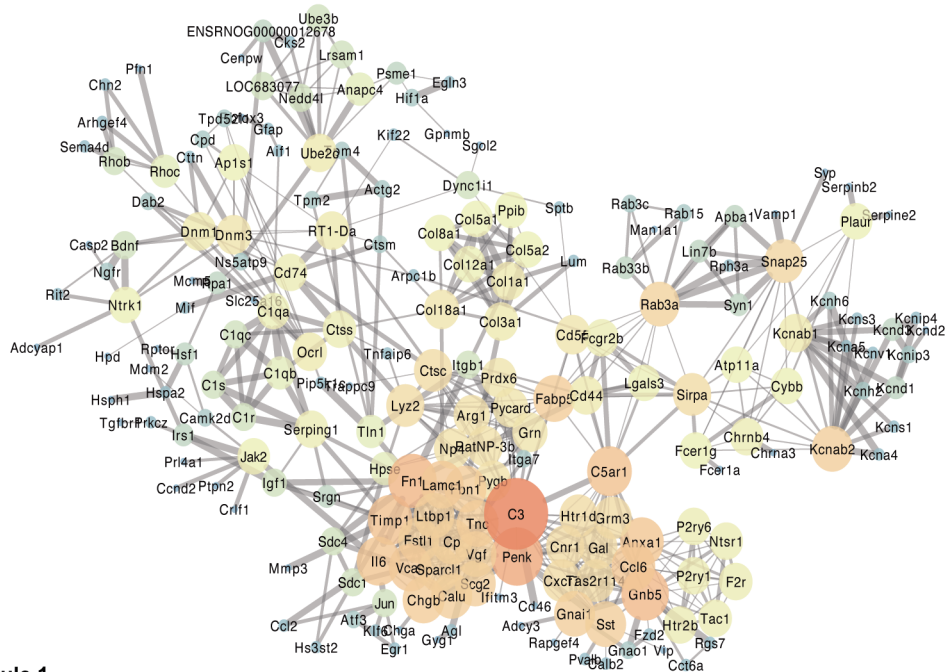 Ube3b
ENSRNOG00000012678
Cks2
Cenpw
Lrsam1
Pfn1
Psme1
Egln3
Chn2
LOC683077
Nedd4l
Anapc4
Hif1a
Arhgef4
Gfap
Kif22
Gpnmb
Sema4d
Cpd
Sgol2
Rhob
Cttn
Ap1s1
Aif1
Ube2c
Rhoc
Syp
Dync1i1
Serpinb2
Actg2
Dab2
Tpm2
Rab3c
Rab15
Apba1
Vamp1
Col5a1
Ppib
Sptb
Plaur
Serpine2
Man1a1
Dnm1
Dnm3
RT1-Da
Col8a1
Casp2
Bdnf
Ctsm
Col5a2
Lin7b
Rph3a
Snap25
Ns5atp9
Cd74
Arpc1b
Col12a1
Lum
Rab33b
Ngfr
Col1a1
Rit2
Ntrk1
Mif
C1qa
Col18a1
Rab3a
Syn1
Kcnh6
Col3a1
Kcns3
Kcnip4
Kcnd2
C1qc
Ctss
Fcgr2b
Kcnab1
Adcyap1
Hpd
Rptor
Hsf1
Ocrl
Tnfaip6
Kcnip3
Mdm2
Ctsc
Itgb1
Atp11a
C1qb
Prdx6
C1s
Lgals3
Cybb
Kcnd1
Hsph1
Hspa2
Fabp5
Cd44
Sirpa
Kcnh2
Lyz2
Pycard
Arg1
Prkcz
Camk2d
C1r
Serping1
Tln1
Grn
Kcns1
Irs1
Chrnb4
Chrna3
Kcnab2
Kcna4
Itga7
Fcer1g
Fcer1a
Jak2
Prl4a1
Hpse
C5ar1
Igf1
Fn1
Lamc1
Pygb
Ccnd2
Ptpn2
Srgn
Crlf1
Timp1
Ltbp1
C3
Htr1d
Grm3
P2ry6
Ntsr1
Sdc4
Fstl1
Cp
Cnr1
Gal
Anxa1
Vgf
Penk
Mmp3
Il6
Sparcl1
Ccl6
P2ry1
F2r
Sdc1
Scg2
Gnb5
Chgb
Calu
Ifitm3
Jun
Cd46
Gnai1
Sst
Tac1
Ccl2
Atf3
Klf6
Chga
Agl
Adcy3
Htr2b
Gyg1
Fzd2
Rapgef4
Rgs7
Hs3st2
Egr1
Gnao1
Vip
Calb2
Cct6a